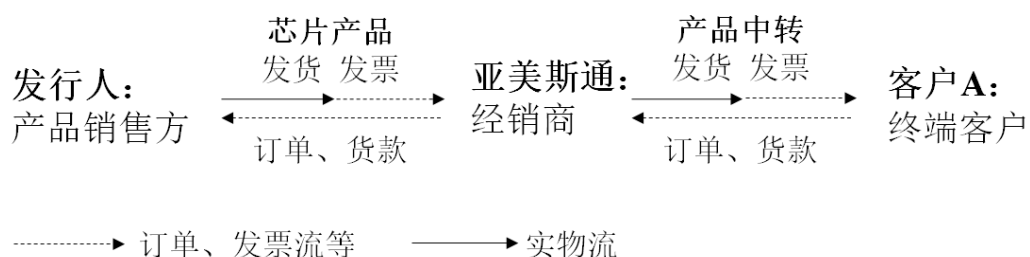 芯片产品
产品中转
发货 发票
发货 发票
发行人：
亚美斯通：
客户A：
产品销售方
经销商
终端客户
订单、货款
订单、货款
订单、发票流等
实物流